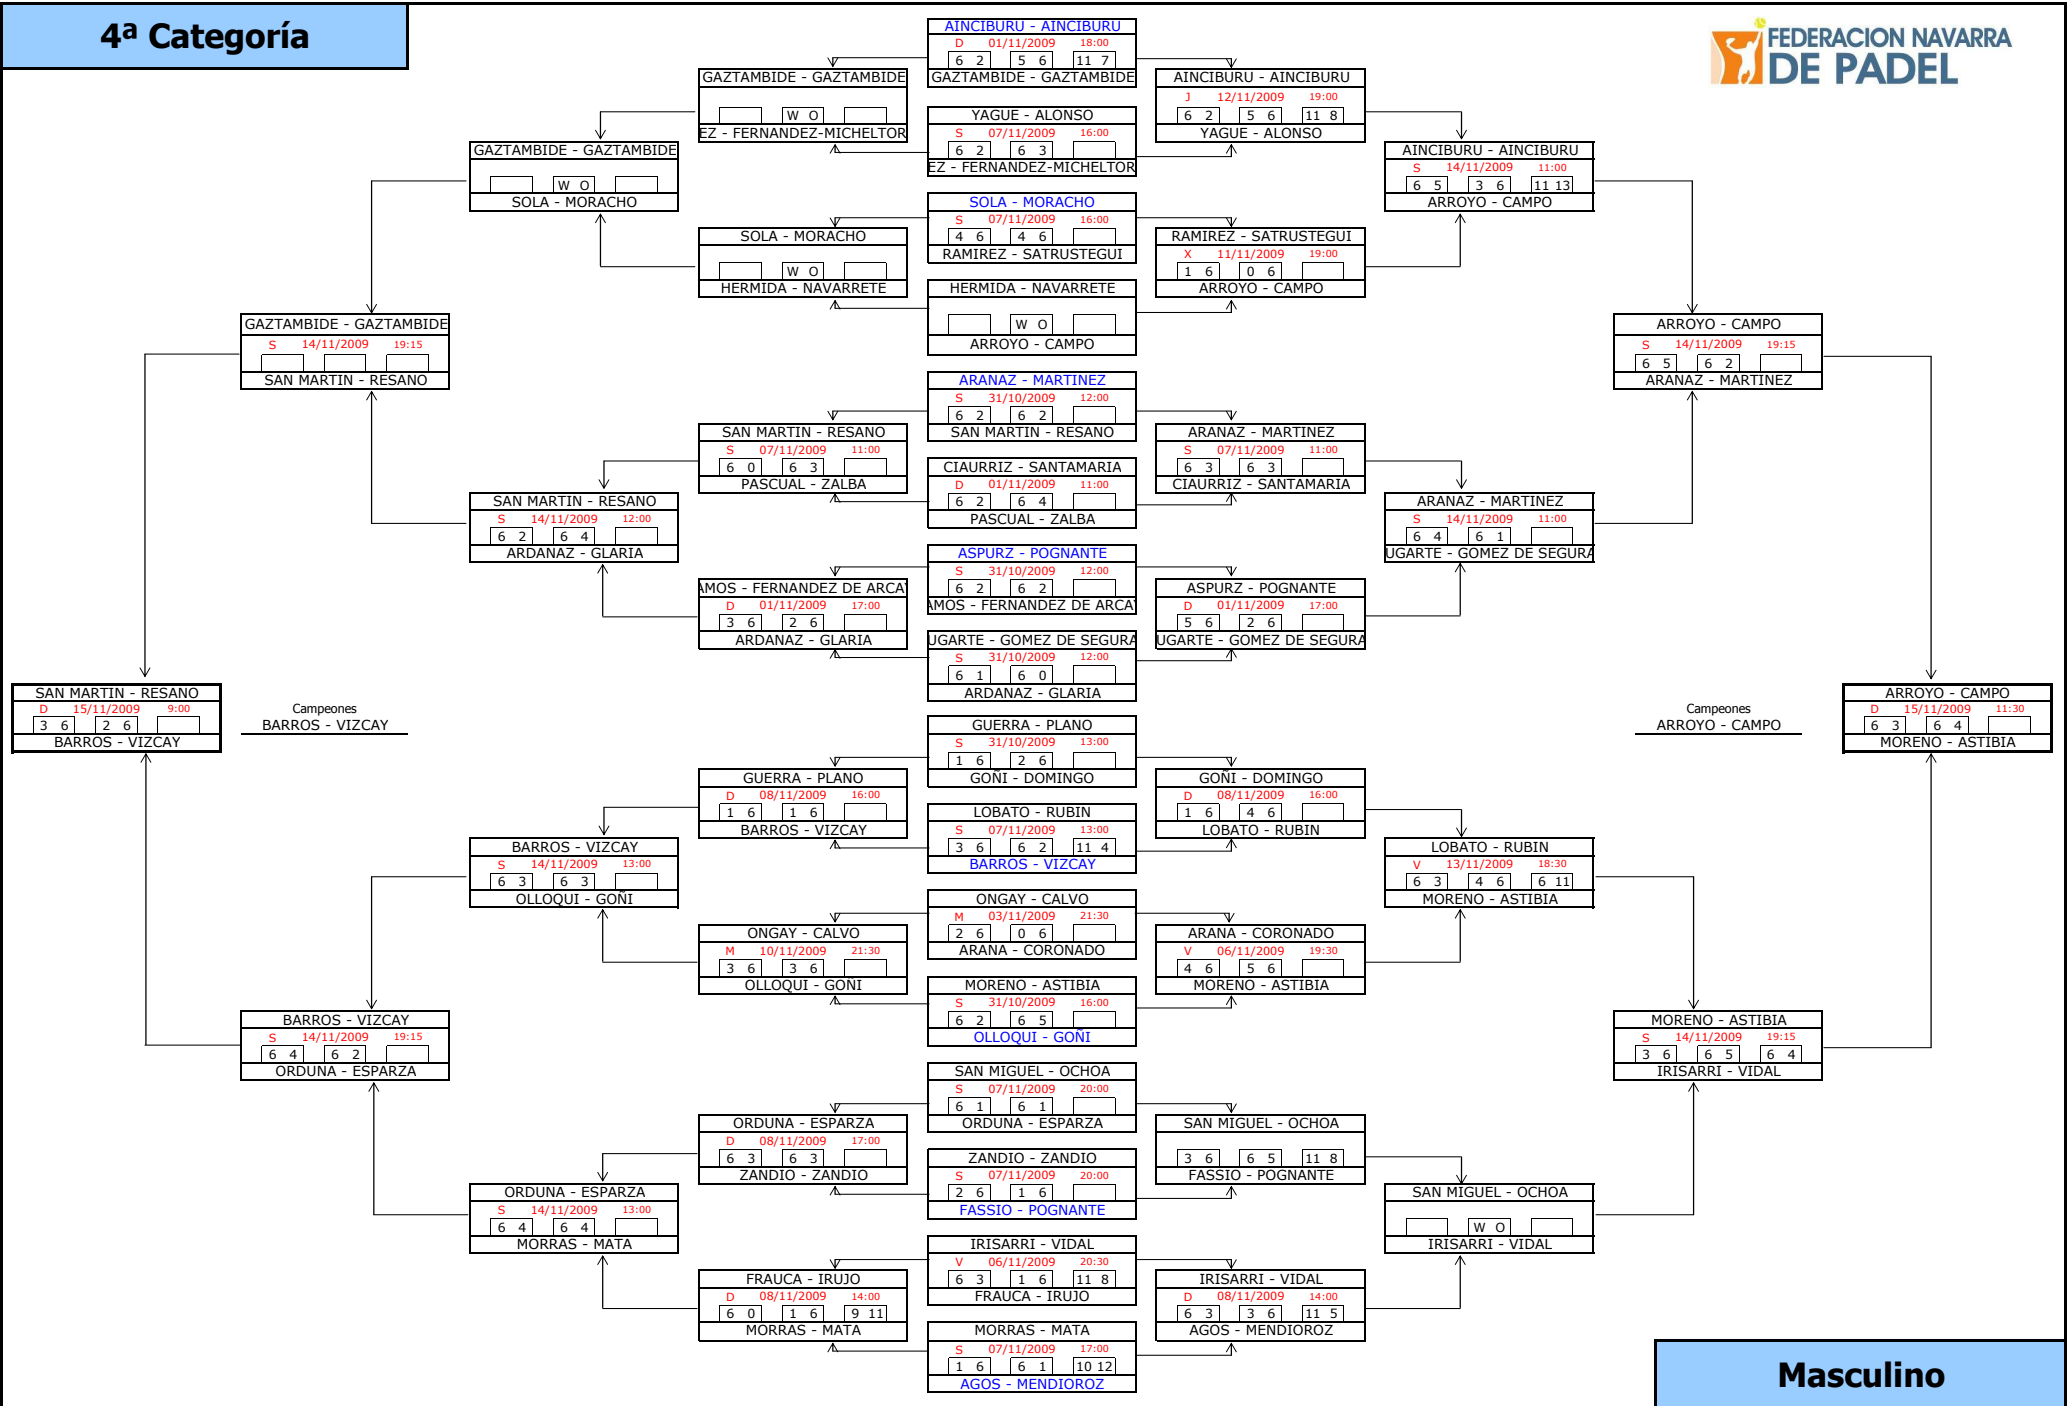 4ª Categoría
FEDERACION NAVARRA
DE PADEL
AINCIBURU - AINCIBURU
D 01/11/2009 18:00
6 2 5 6 11 7
GAZTAMBIDE - GAZTAMBIDE
YAGUE - ALONSO
S 07/11/2009 16:00
6 2 6 3
EZ - FERNANDEZ-MICHELTOR
SOLA - MORACHO
S 07/11/2009 16:00
4 6 4 6
RAMIREZ - SATRUSTEGUI
HERMIDA - NAVARRETE
W O
ARROYO - CAMPO
ARANAZ - MARTINEZ
S 31/10/2009 12:00
6 2 6 2
SAN MARTIN - RESANO
CIAURRIZ - SANTAMARIA
D 01/11/2009 11:00
6 2 6 4
PASCUAL - ZALBA
ASPURZ - POGNANTE
S 31/10/2009 12:00
6 2 6 2
AMOS - FERNANDEZ DE ARCAY
UGARTE - GOMEZ DE SEGURA
S 31/10/2009 12:00
6 1 6 0
ARDANAZ - GLARIA
GUERRA - PLANO
S 31/10/2009 13:00
1 6 2 6
GOÑI - DOMINGO
LOBATO - RUBIN
S 07/11/2009 13:00
3 6 6 2 11 4
BARROS - VIZCAY
ONGAY - CALVO
M 03/11/2009 21:30
2 6 0 6
ARANA - CORONADO
MORENO - ASTIBIA
S 31/10/2009 16:00
6 2 6 5
OLLOQUI - GOÑI
SAN MIGUEL - OCHOA
S 07/11/2009 20:00
6 1 6 1
ORDUNA - ESPARZA
ZANDIO - ZANDIO
S 07/11/2009 20:00
2 6 1 6
FASSIO - POGNANTE
IRISARRI - VIDAL
V 06/11/2009 20:30
6 3 1 6 11 8
FRAUCA - IRUJO
MORRAS - MATA
S 07/11/2009 17:00
1 6 6 1 10 12
AGOS - MENDIOROZ
GAZTAMBIDE - GAZTAMBIDE
W O
EZ - FERNANDEZ-MICHELTOR
SOLA - MORACHO
W O
HERMIDA - NAVARRETE
SAN MARTIN - RESANO
S 07/11/2009 11:00
6 0 6 3
PASCUAL - ZALBA
AMOS - FERNANDEZ DE ARCAY
D 01/11/2009 17:00
3 6 2 6
ARDANAZ - GLARIA
GUERRA - PLANO
D 08/11/2009 16:00
1 6 1 6
BARROS - VIZCAY
ONGAY - CALVO
M 10/11/2009 21:30
3 6 3 6
OLLOQUI - GOÑI
ORDUNA - ESPARZA
D 08/11/2009 17:00
6 3 6 3
ZANDIO - ZANDIO
FRAUCA - IRUJO
D 08/11/2009 14:00
6 0 1 6 9 11
MORRAS - MATA
GAZTAMBIDE - GAZTAMBIDE
W O
SOLA - MORACHO
SAN MARTIN - RESANO
S 14/11/2009 12:00
6 2 6 4
ARDANAZ - GLARIA
BARROS - VIZCAY
S 14/11/2009 13:00
6 3 6 3
OLLOQUI - GOÑI
ORDUNA - ESPARZA
S 14/11/2009 13:00
6 4 6 4
MORRAS - MATA
GAZTAMBIDE - GAZTAMBIDE
S 14/11/2009 19:15
SAN MARTIN - RESANO
BARROS - VIZCAY
S 14/11/2009 19:15
6 4 6 2
ORDUNA - ESPARZA
SAN MARTIN - RESANO
D 15/11/2009 9:00
3 6 2 6
BARROS - VIZCAY
Campeones
BARROS - VIZCAY
AINCIBURU - AINCIBURU
J 12/11/2009 19:00
6 2 5 6 11 8
YAGUE - ALONSO
RAMIREZ - SATRUSTEGUI
X 11/11/2009 19:00
1 6 0 6
ARROYO - CAMPO
ARANAZ - MARTINEZ
S 07/11/2009 11:00
6 3 6 3
CIAURRIZ - SANTAMARIA
ASPURZ - POGNANTE
D 01/11/2009 17:00
5 6 2 6
UGARTE - GOMEZ DE SEGURA
GOÑI - DOMINGO
D 08/11/2009 16:00
1 6 4 6
LOBATO - RUBIN
ARANA - CORONADO
V 06/11/2009 19:30
4 6 5 6
MORENO - ASTIBIA
SAN MIGUEL - OCHOA
3 6 6 5 11 8
FASSIO - POGNANTE
IRISARRI - VIDAL
D 08/11/2009 14:00
6 3 3 6 11 5
AGOS - MENDIOROZ
AINCIBURU - AINCIBURU
S 14/11/2009 11:00
6 5 3 6 11 13
ARROYO - CAMPO
ARANAZ - MARTINEZ
S 14/11/2009 11:00
6 4 6 1
UGARTE - GOMEZ DE SEGURA
LOBATO - RUBIN
V 13/11/2009 18:30
6 3 4 6 6 11
MORENO - ASTIBIA
SAN MIGUEL - OCHOA
W O
IRISARRI - VIDAL
ARROYO - CAMPO
S 14/11/2009 19:15
6 5 6 2
ARANAZ - MARTINEZ
MORENO - ASTIBIA
S 14/11/2009 19:15
3 6 6 5 6 4
IRISARRI - VIDAL
Campeones
ARROYO - CAMPO
ARROYO - CAMPO
D 15/11/2009 11:30
6 3 6 4
MORENO - ASTIBIA
Masculino